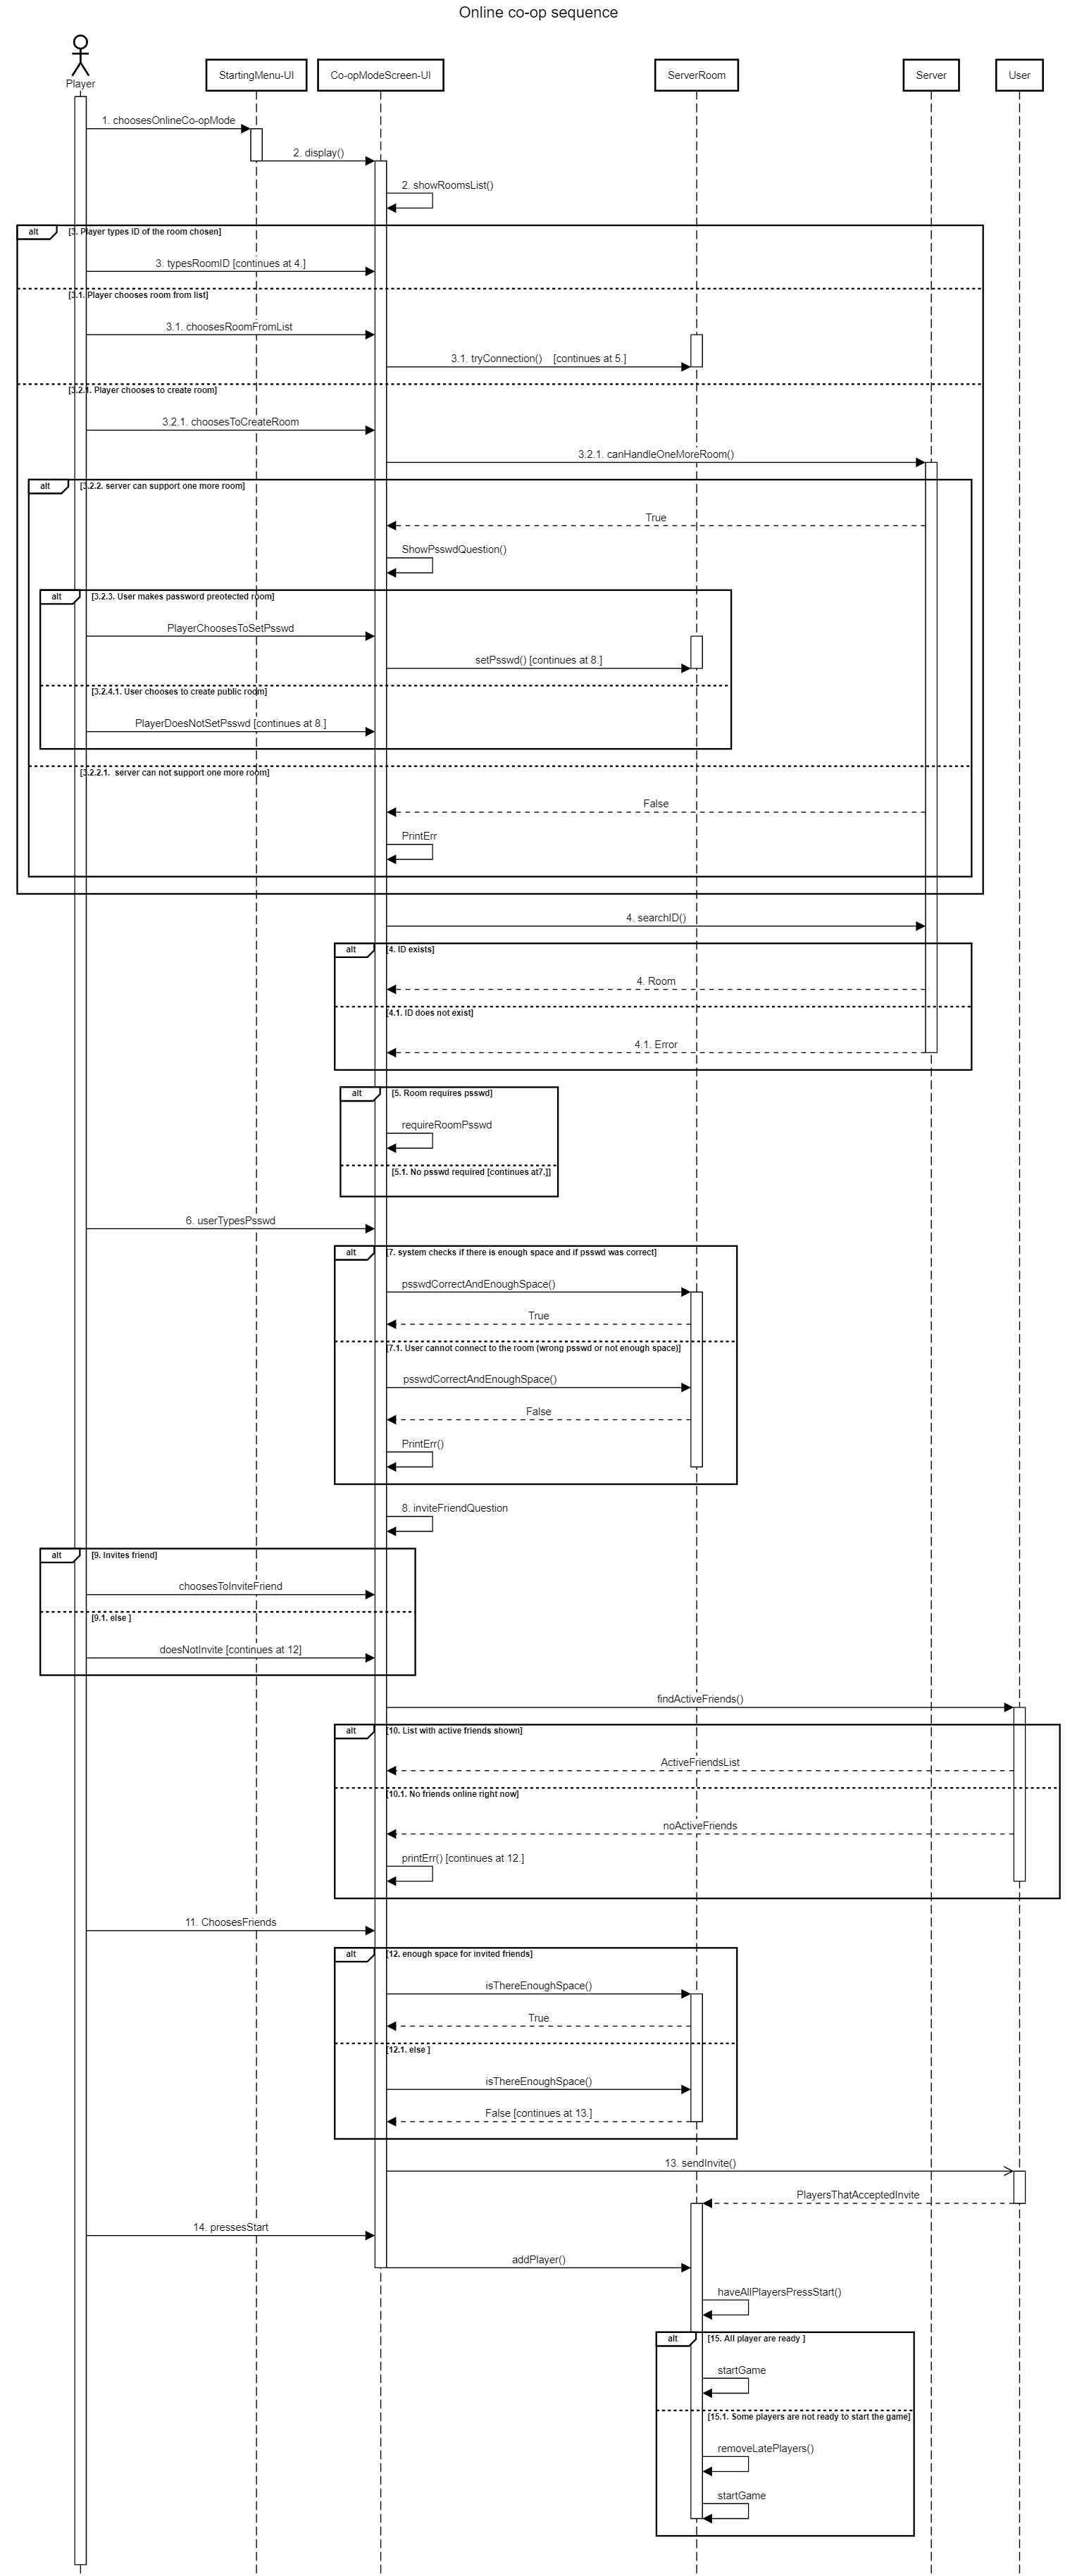 Online co-op sequence
Player
StartingMenu-UI
Co-opModeScreen-UI
ServerRoom
Server
User
1. choosesOnlineCo-opMode
2. display()
2. showRoomsList()
alt
[3. Player types ID of the room chosen]
3. typesRoomID [continues at 4.]
[3.1. Player chooses room from list]
3.1. choosesRoomFromList
3.1. tryConnection() [continues at 5.]
[3.2.1. Player chooses to create room]
3.2.1. choosesToCreateRoom
3.2.1. canHandleOneMoreRoom()
alt
[3.2.2. server can support one more room]
True
ShowPsswdQuestion()
alt
[3.2.3. User makes password preotected room]
PlayerChoosesToSetPsswd
setPsswd() [continues at 8.]
[3.2.4.1. User chooses to create public room]
PlayerDoesNotSetPsswd [continues at 8.]
[3.2.2.1. server can not support one more room]
False
PrintErr
4. searchID()
alt
[4. ID exists]
4. Room
[4.1. ID does not exist]
4.1. Error
alt
[5. Room requires psswd]
requireRoomPsswd
[5.1. No psswd required [continues at7.]]
6. userTypesPsswd
alt
[7. system checks if there is enough space and if psswd was correct]
psswdCorrectAndEnoughSpace()
True
[7.1. User cannot connect to the room (wrong psswd or not enough space)]
psswdCorrectAndEnoughSpace()
False
PrintErr()
8. inviteFriendQuestion
alt
[9. Invites friend]
choosesToInviteFriend
[9.1. else ]
doesNotInvite [continues at 12]
findActiveFriends()
alt
[10. List with active friends shown]
ActiveFriendsList
[10.1. No friends online right now]
noActiveFriends
printErr() [continues at 12.]
11. ChoosesFriends
alt
[12. enough space for invited friends]
isThereEnoughSpace()
True
[12.1. else ]
isThereEnoughSpace()
False [continues at 13.]
13. sendInvite()
PlayersThatAcceptedInvite
14. pressesStart
addPlayer()
haveAllPlayersPressStart()
alt
[15. All player are ready ]
startGame
[15.1. Some players are not ready to start the game]
removeLatePlayers()
startGame